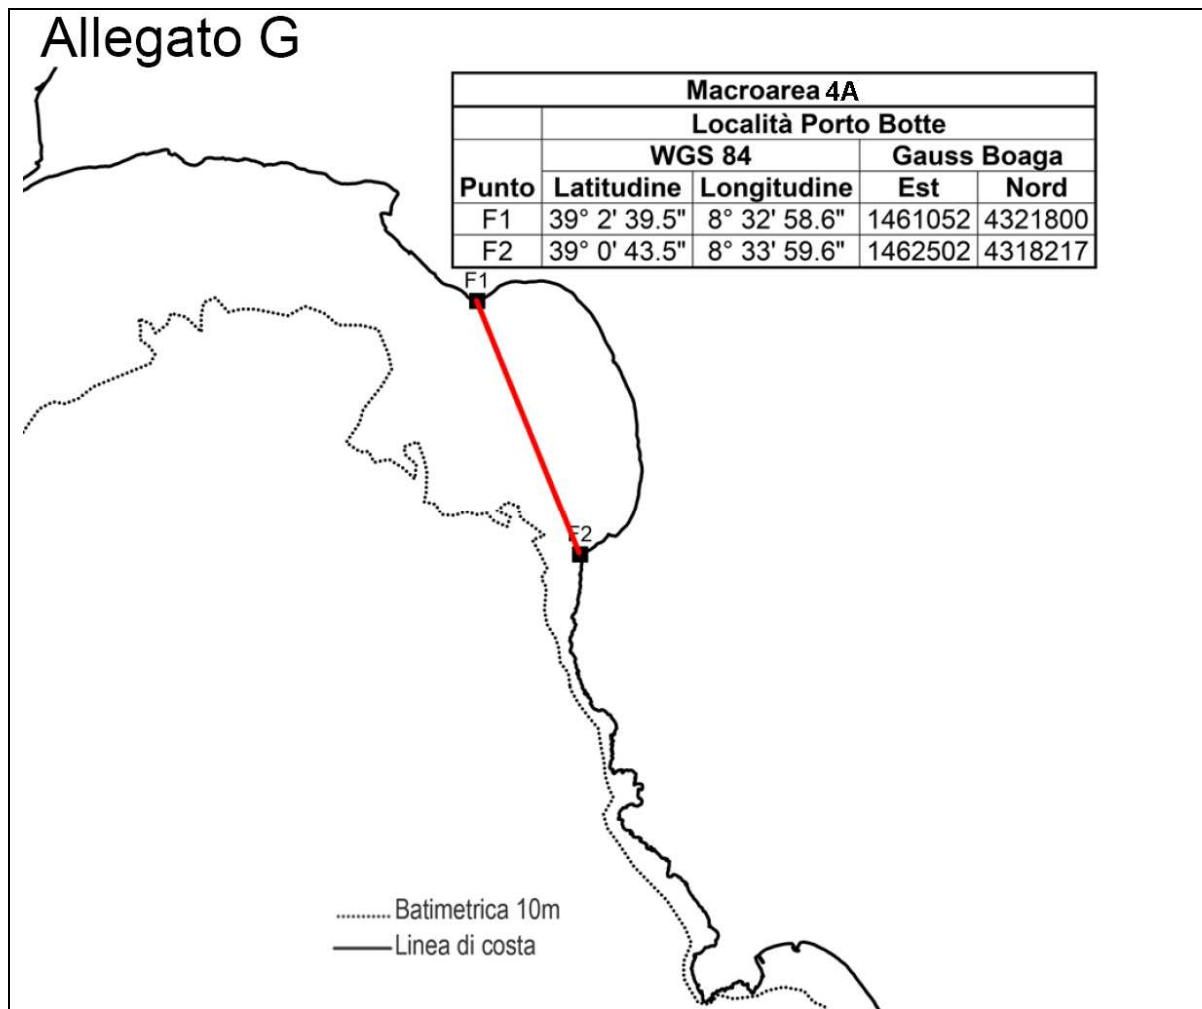 Allegato G
Macroarea 4A
Località Porto Botte
WGS 84 Gauss Boaga
Punto Latitudine Longitudine Est Nord
F1 39° 2' 39.5" 8° 32' 58.6" 1461052 4321800
F2 39° 0' 43.5" 8° 33' 59.6" 1462502 4318217
F1
F2
Batimetrica 10m
Linea di costa